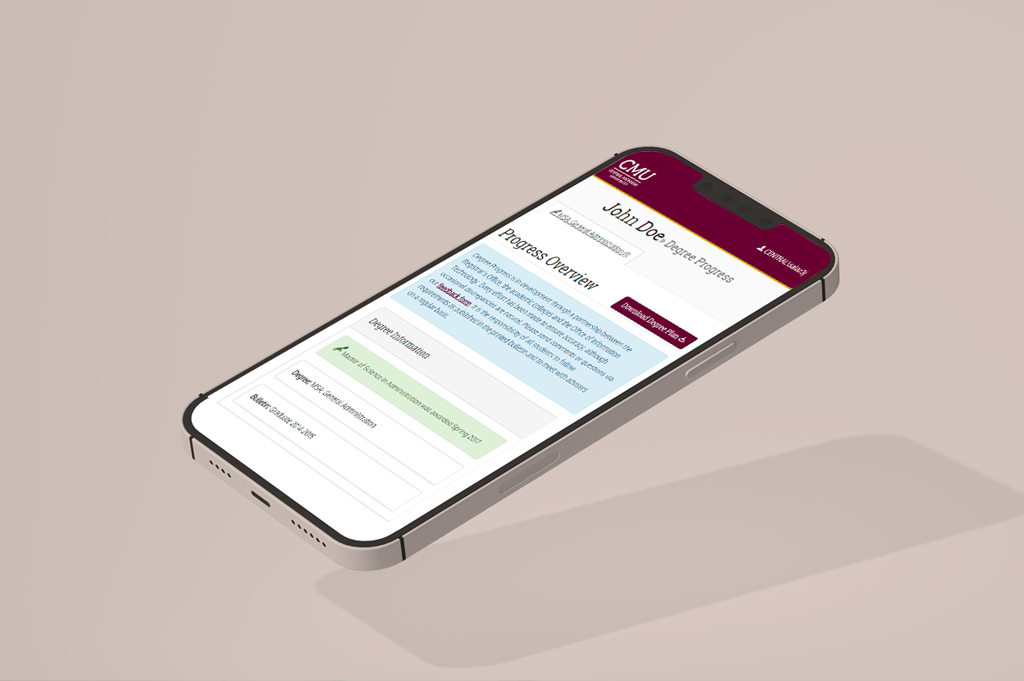 CMU
CENTRAL MICHIGAN
UNIVERSITY
CENTRAL\
John Doe, Degree Progress
MSA: General Administration
Progress Overview
Download Degree Plan
Degree Progress is in development through a partnership between the
Registrar's Office, the academic colleges and the Office of Information
Technology. Every effort has been made to ensure accuracy, although
occasional discrepancies are natural. Please send comments or questions via
our feedback form. It is the responsibility of all students to follow
requirements as published in the printed bulletin and to meet with advisers
on a regular basis.
Degree Information
Master of Science in Administration was awarded Spring 2017
Degree: MSA: General Administration
Bulletin: Graduate 2014-2015